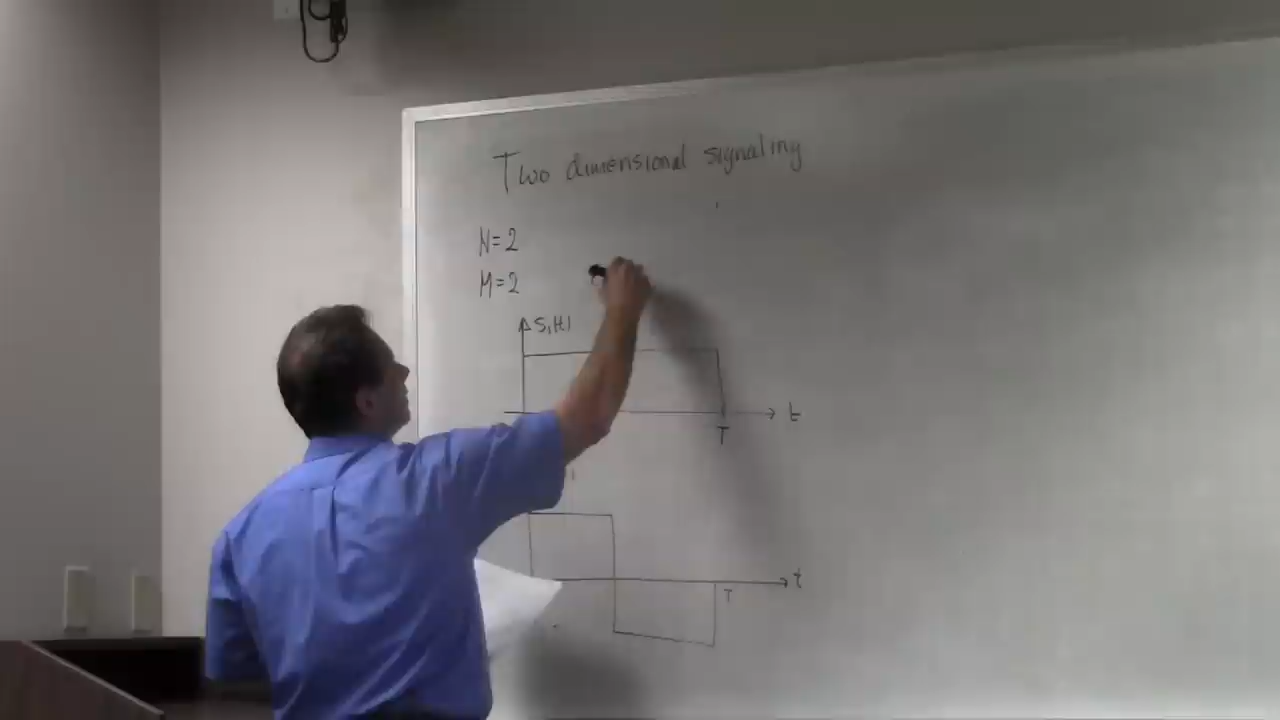 Two dimensional signaling
N=2
M=2
S₁(t)
t
T
t
T